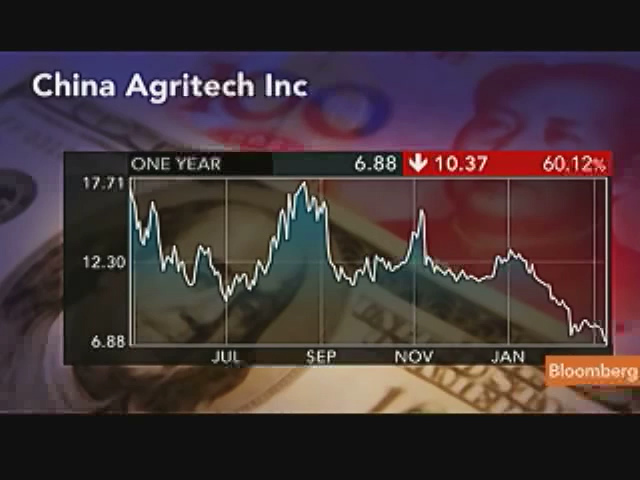 China Agritech Inc
ONE YEAR 6.88 10.37 60.12%
17.71
12.30
6.88
JUL SEP NOV JAN
Bloomberg